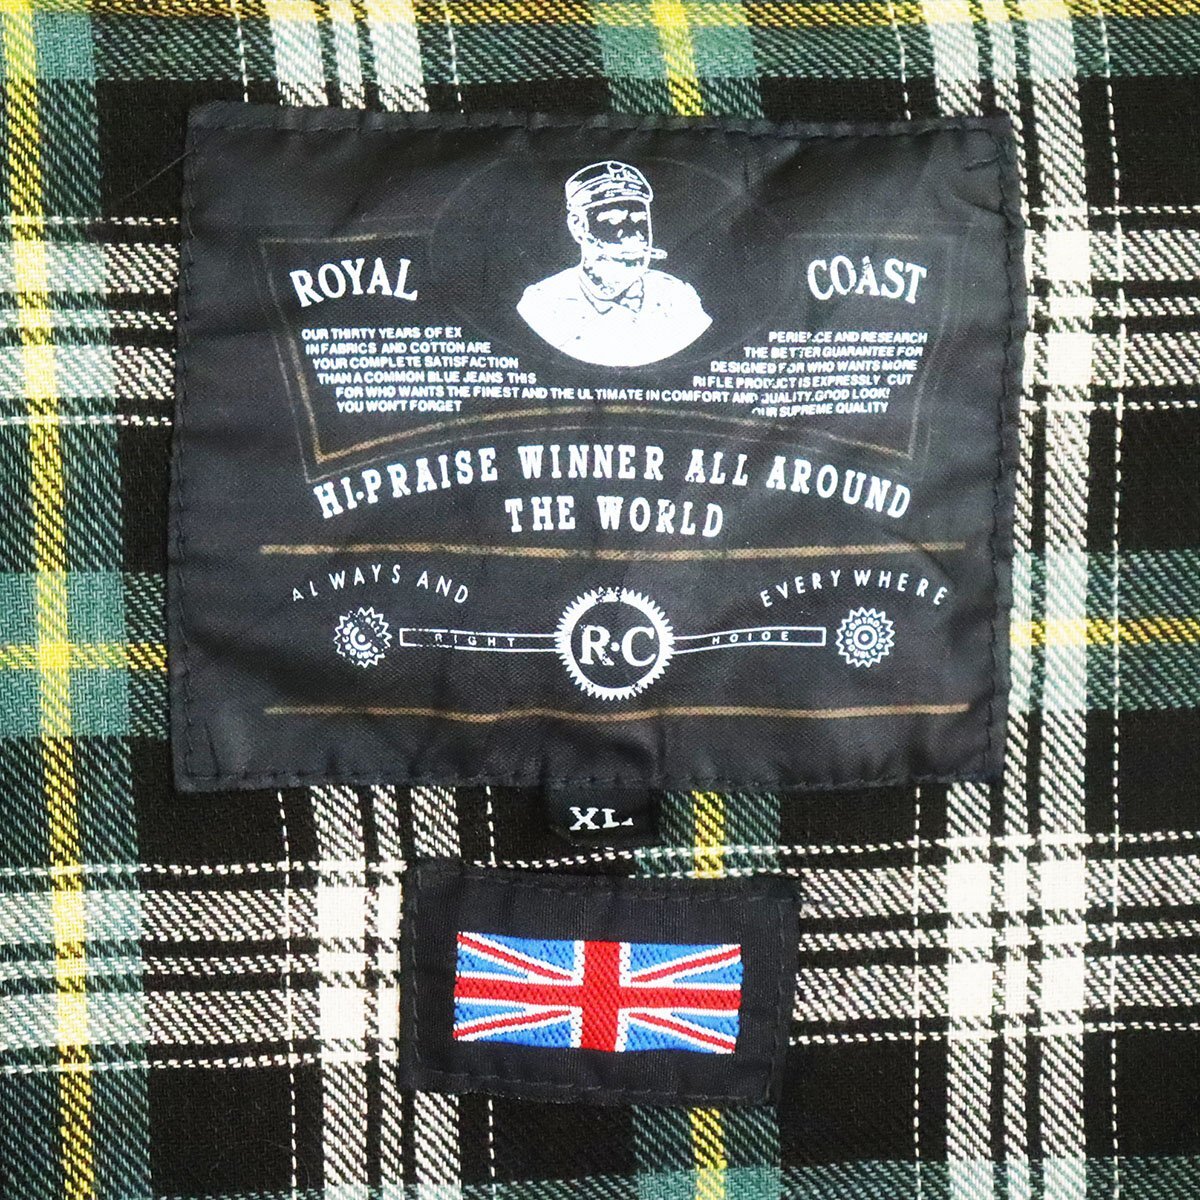 ROYAL COAST
OUR THIRTY YEARS OF EX PERIENCE AND RESEARCH
IN FABRICS AND COTTON ARE THE BETTER GUARANTEE FOR
YOUR COMPLETE SATISFACTION DESIGNED FOR WHO WANTS MORE
THAN A COMMON BLUE JEANS THIS RIFLE PRODUCT IS EXPRESSLY CUT
FOR WHO WANTS THE FINEST AND THE ULTIMATE IN COMFORT AND QUALITY. GOOD LOOK!
YOU WON'T FORGET OUR SUPREME QUALITY
HI·PRAISE WINNER ALL AROUND
THE WORLD
ALWAYS AND EVERYWHERE
RIGHT R·C HOIOE
XL